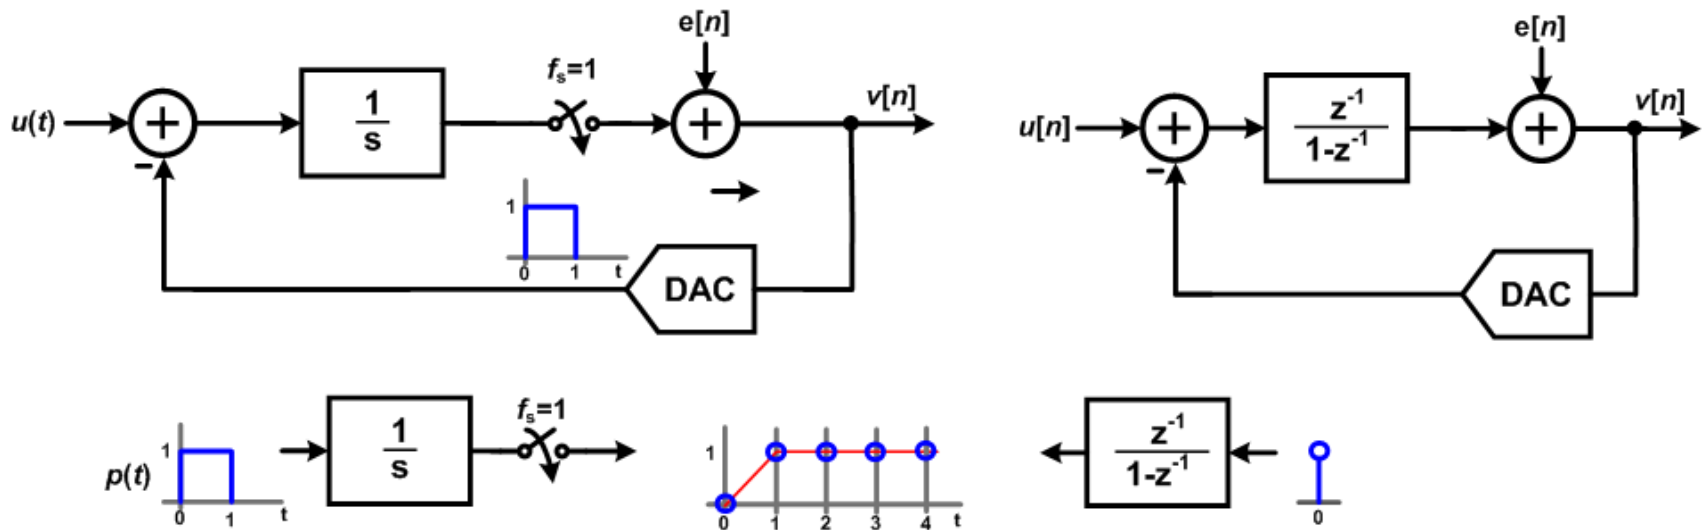 e[n]
fs=1
u(t)
+
1
s
+
v[n]
-
1
0
1
t
DAC
e[n]
u[n]
+
z-1
1-z-1
+
v[n]
-
DAC
p(t)
1
0
1
t
1
s
fs=1
1
0
1
2
3
4
t
z-1
1-z-1
0